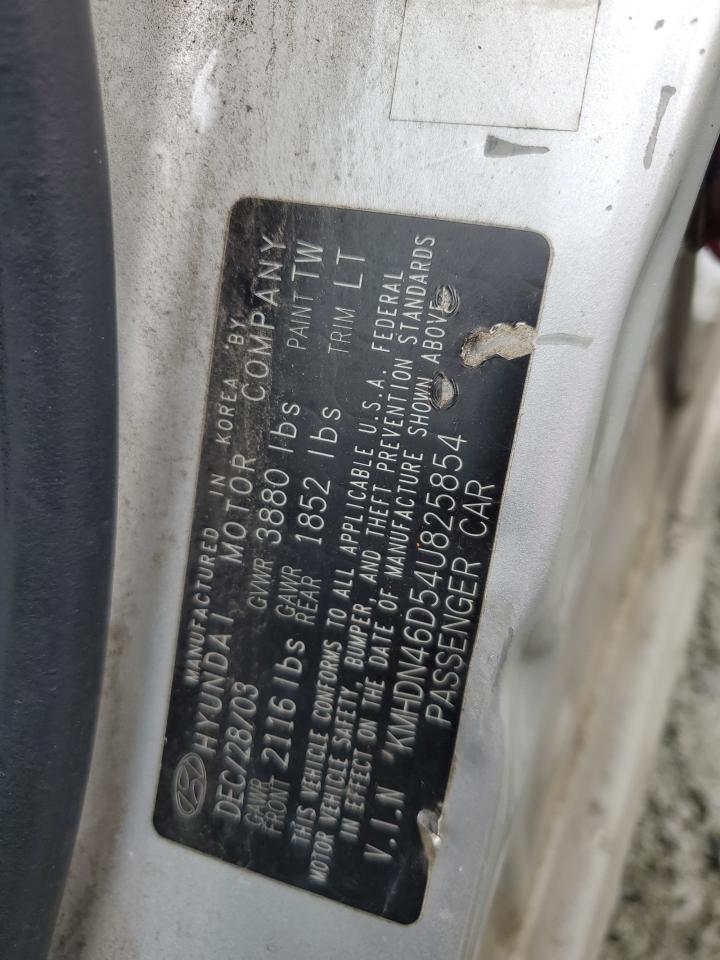 MANUFACTURED IN KOREA BY
HYUNDAI MOTOR COMPANY
DEC/28/03 GVWR 3880 lbs PAINT TW
GAWR FRONT 2116 lbs GAWR REAR 1852 lbs TRIM LT
THIS VEHICLE CONFORMS TO ALL APPLICABLE U.S.A. FEDERAL
MOTOR VEHICLE SAFETY, BUMPER, AND THEFT PREVENTION STANDARDS
IN EFFECT ON THE DATE OF MANUFACTURE SHOWN ABOVE
V.I.N KMHDN46D54U825854
PASSENGER CAR